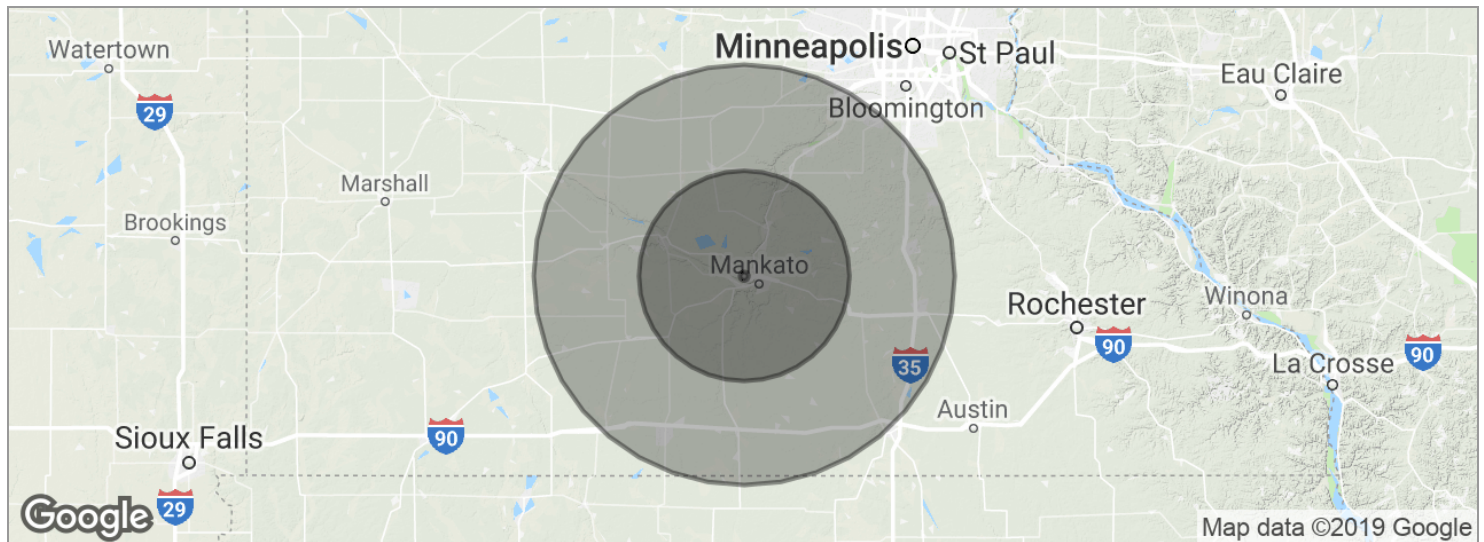 Watertown
Minneapolis
St Paul
Eau Claire
29
Bloomington
Marshall
Brookings
Mankato
Rochester
Winona
90
90
La Crosse
35
Austin
Sioux Falls
90
29
Google
Map data ©2019 Google